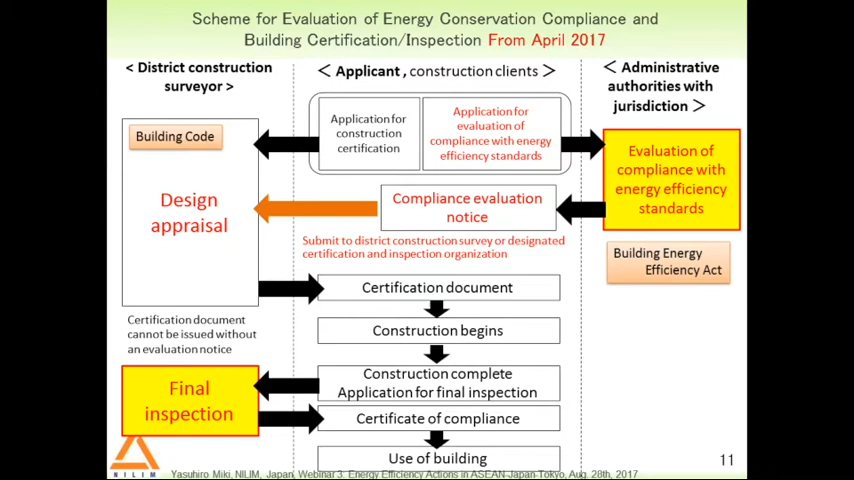 Scheme for Evaluation of Energy Conservation Compliance and
Building Certification/Inspection From April 2017
< District construction
surveyor >
< Applicant , construction clients >
< Administrative
authorities with
jurisdiction >
Building Code
Design
appraisal
Application for
construction
certification
Application for
evaluation of
compliance with energy
efficiency standards
Evaluation of
compliance with
energy efficiency
standards
Compliance evaluation
notice
Submit to district construction survey or designated
certification and inspection organization
Building Energy
Efficiency Act
Certification document
Certification document
cannot be issued without
an evaluation notice
Construction begins
Construction complete
Application for final inspection
Final
inspection
Certificate of compliance
Use of building
11
NILIM
Yasuhiro Miki, NILIM, Japan, Webinar 3: Energy Efficiency Actions in ASEAN-Japan-Tokyo, Aug. 28th, 2017